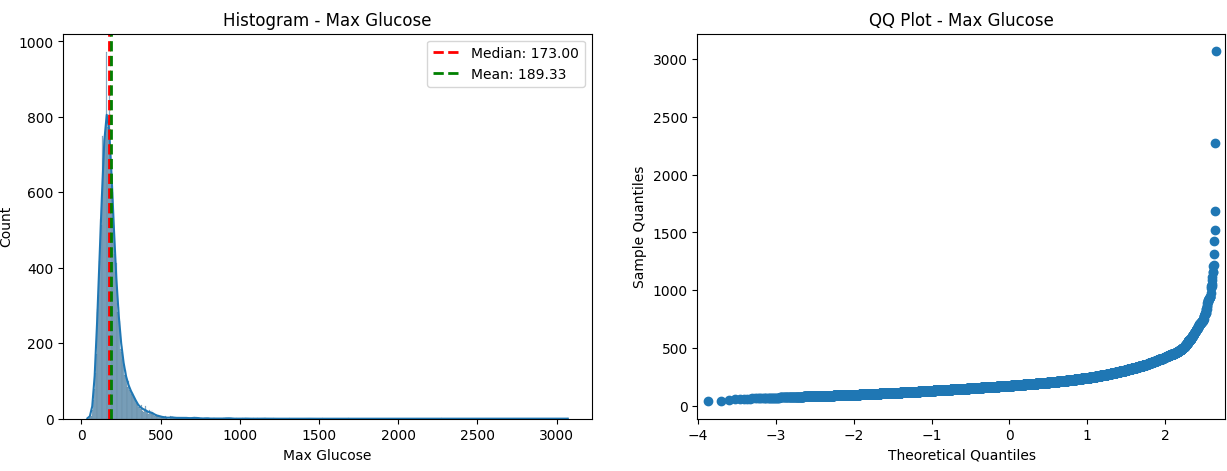 Histogram - Max Glucose
Count
1000
800
600
400
200
0
Median: 173.00
Mean: 189.33
0 500 1000 1500 2000 2500 3000
Max Glucose
QQ Plot - Max Glucose
Sample Quantiles
3000
2500
2000
1500
1000
500
0
−4 −3 −2 −1 0 1 2
Theoretical Quantiles